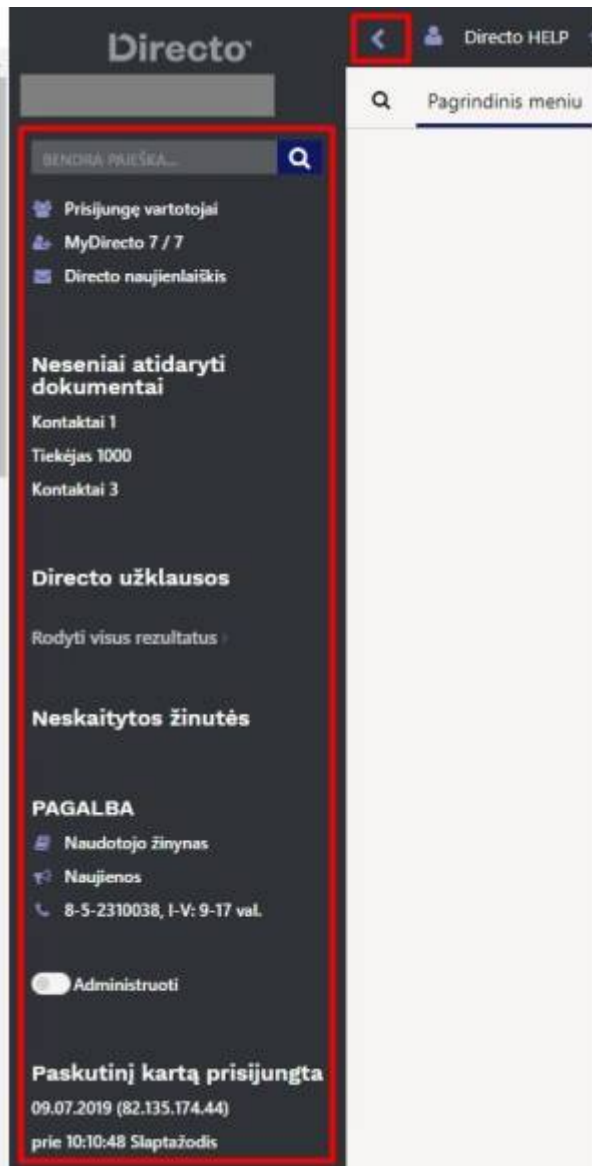 Directo
Directo HELP
Pagrindinis meniu
BENDRA PAIEŠKA...
Prisijungę vartotojai
MyDirecto 7 / 7
Directo naujienlaiškis
Neseniai atidaryti
dokumentai
Kontaktai 1
Tiekėjas 1000
Kontaktai 3
Directo užklausos
Rodyti visus rezultatus
Neskaitytos žinutės
PAGALBA
Naudotojo žinynas
Naujienos
8-5-2310038, I-V: 9-17 val.
Administruoti
Paskutinį kartą prisijungta
09.07.2019 (82.135.174.44)
prie 10:10:48 Slaptažodis